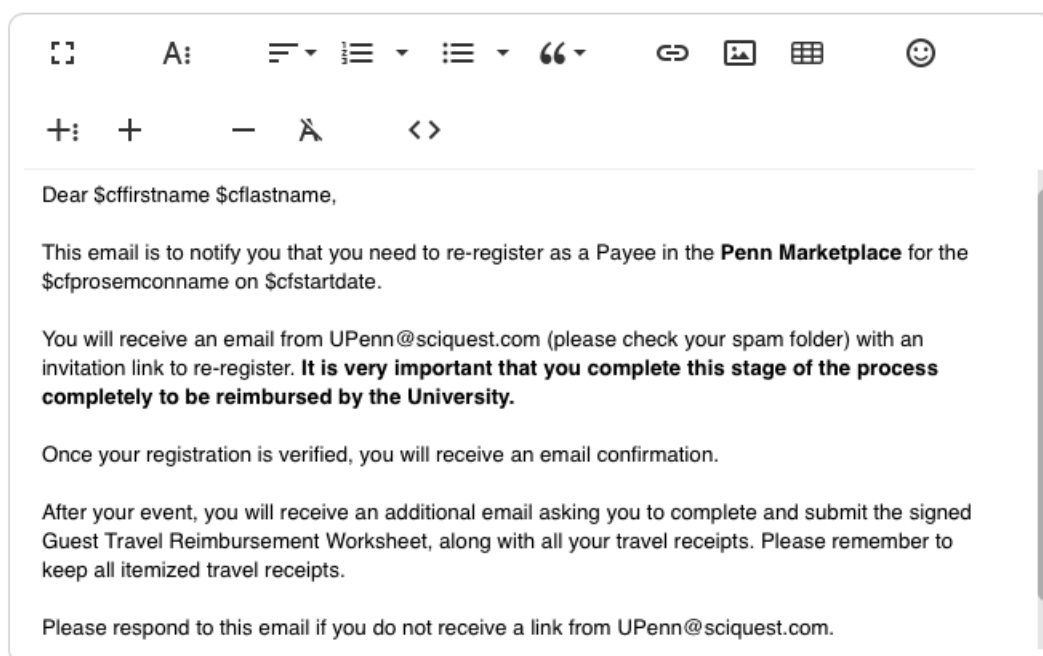 Dear $cffirstname $cflastname,
This email is to notify you that you need to re-register as a Payee in the Penn Marketplace for the
$cfprosemconname on $cfstartdate.
You will receive an email from UPenn@sciquest.com (please check your spam folder) with an
invitation link to re-register. It is very important that you complete this stage of the process
completely to be reimbursed by the University.
Once your registration is verified, you will receive an email confirmation.
After your event, you will receive an additional email asking you to complete and submit the signed
Guest Travel Reimbursement Worksheet, along with all your travel receipts. Please remember to
keep all itemized travel receipts.
Please respond to this email if you do not receive a link from UPenn@sciquest.com.